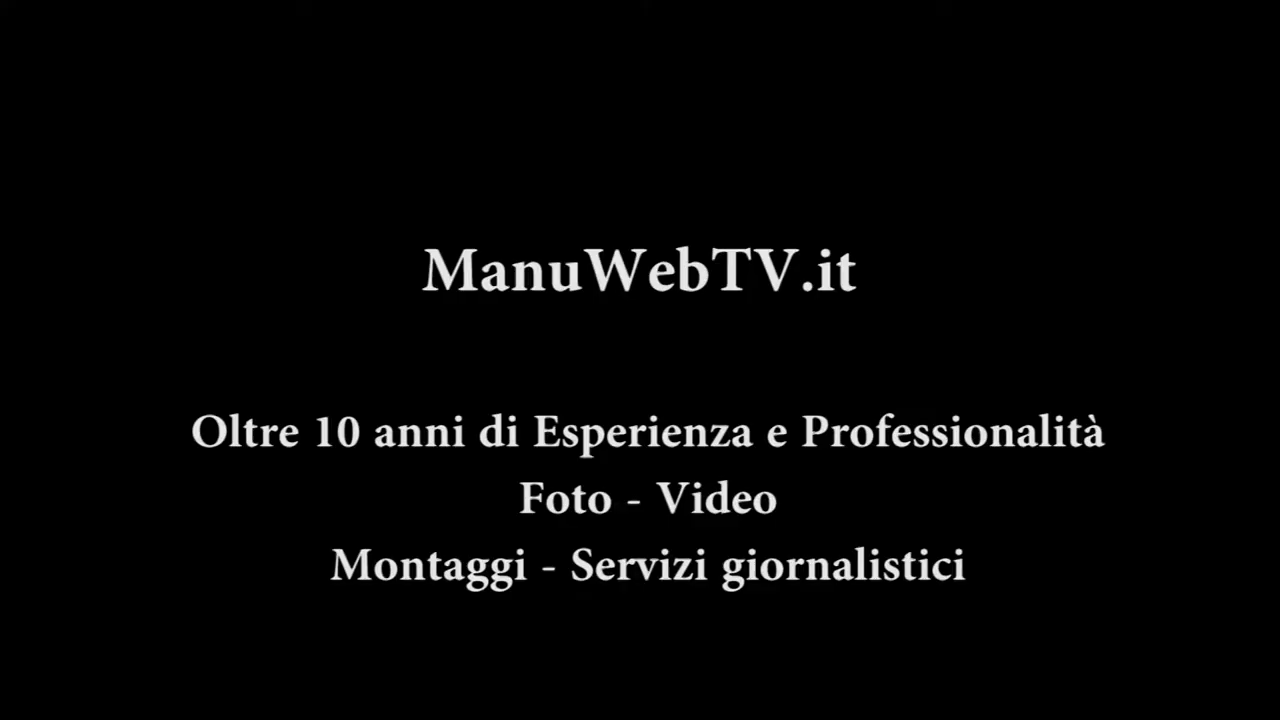 ManuWebTV.it
Oltre 10 anni di Esperienza e Professionalità
Foto - Video
Montaggi - Servizi giornalistici